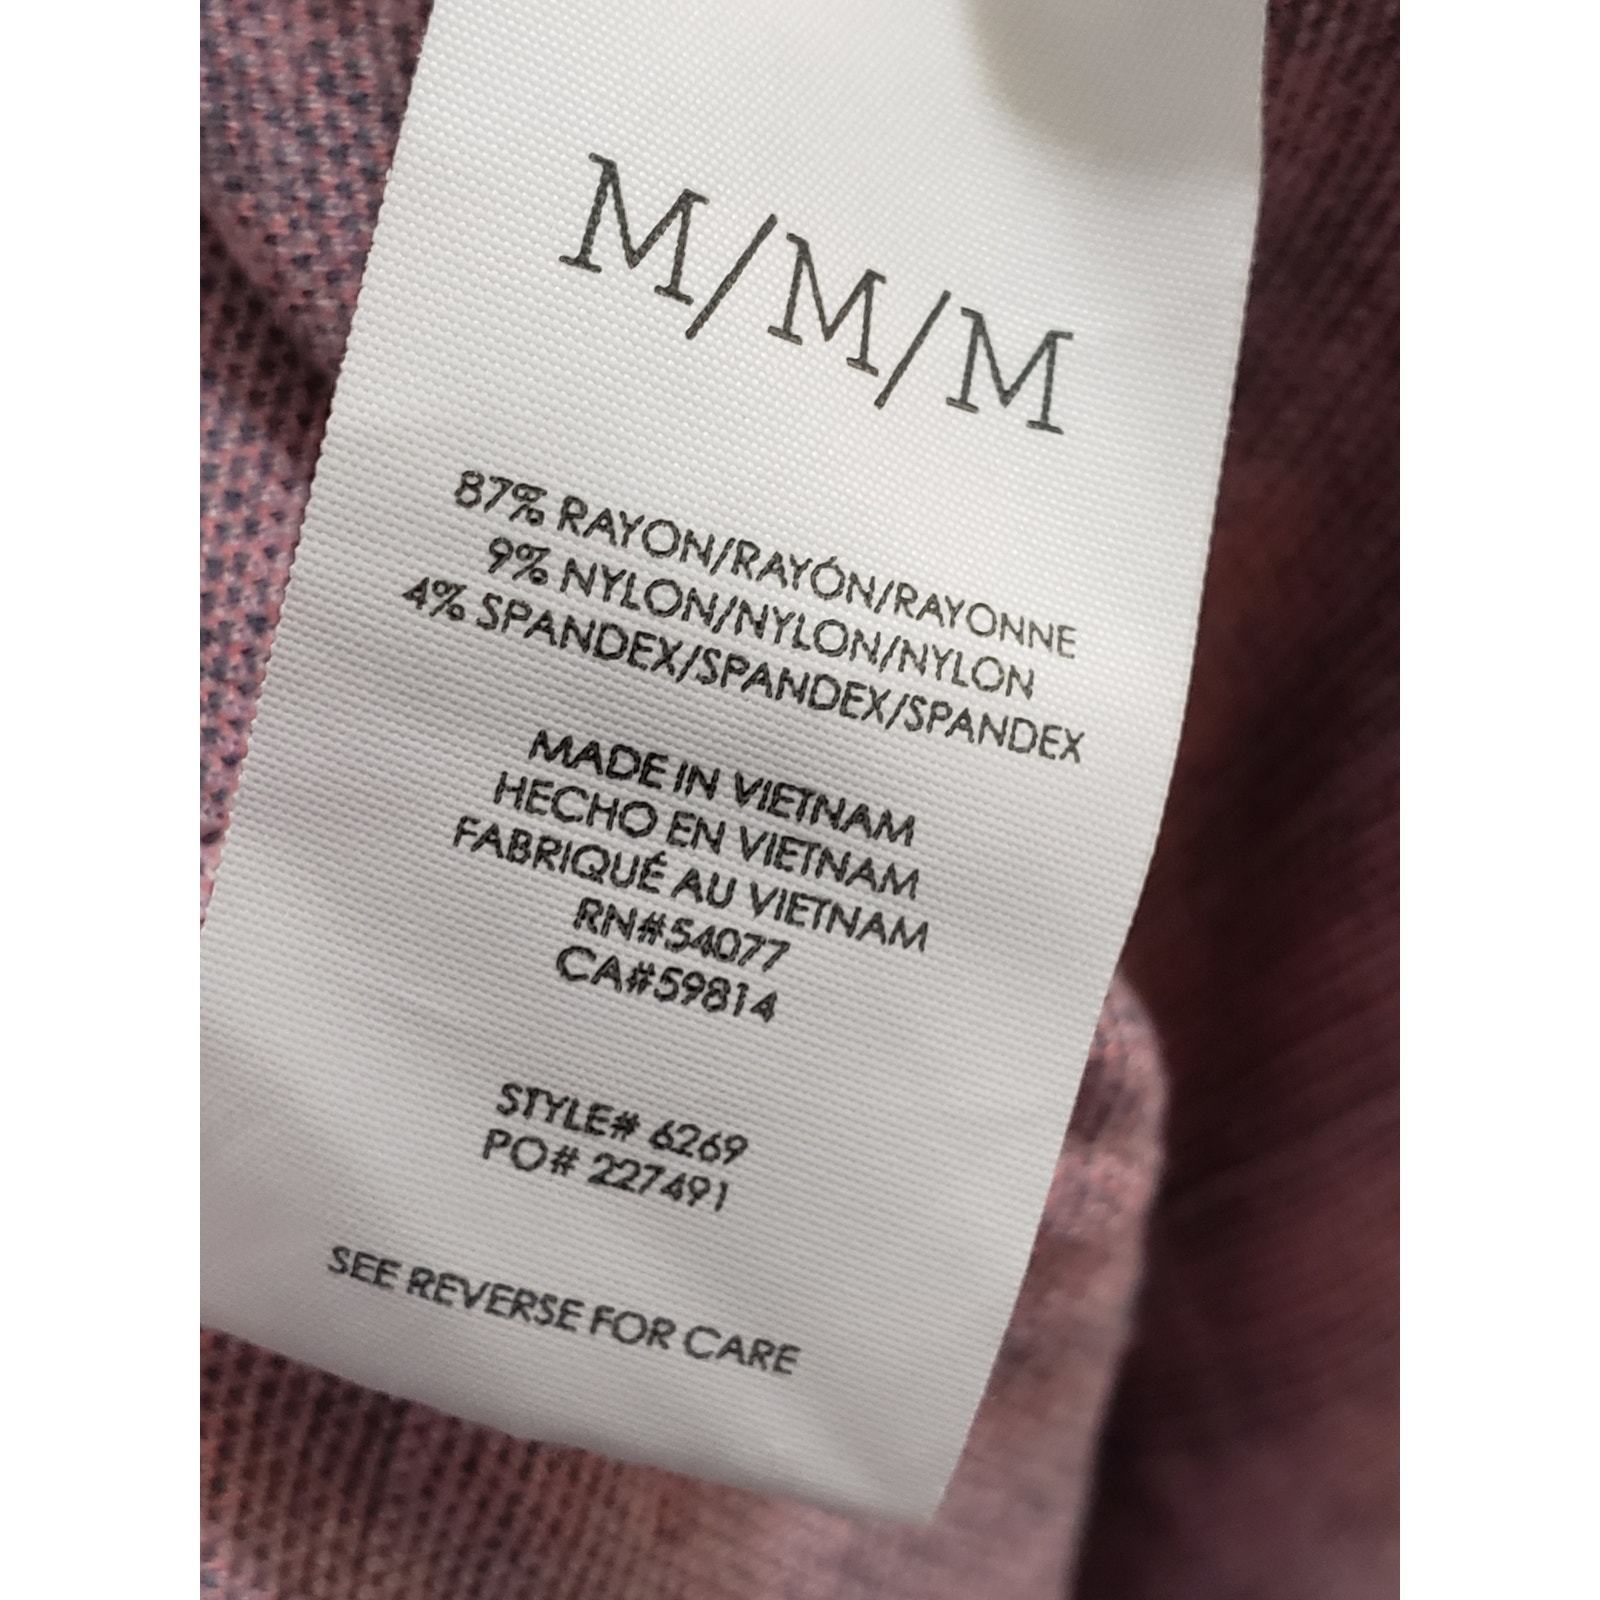 M/M/M
87% RAYON/RAYÓN/RAYONNE
9% NYLON/NYLON/NYLON
4% SPANDEX/SPANDEX/SPANDEX
MADE IN VIETNAM
HECHO EN VIETNAM
FABRIQUÉ AU VIETNAM
RN#54077
CA#59814
STYLE# 6269
PO# 227491
SEE REVERSE FOR CARE